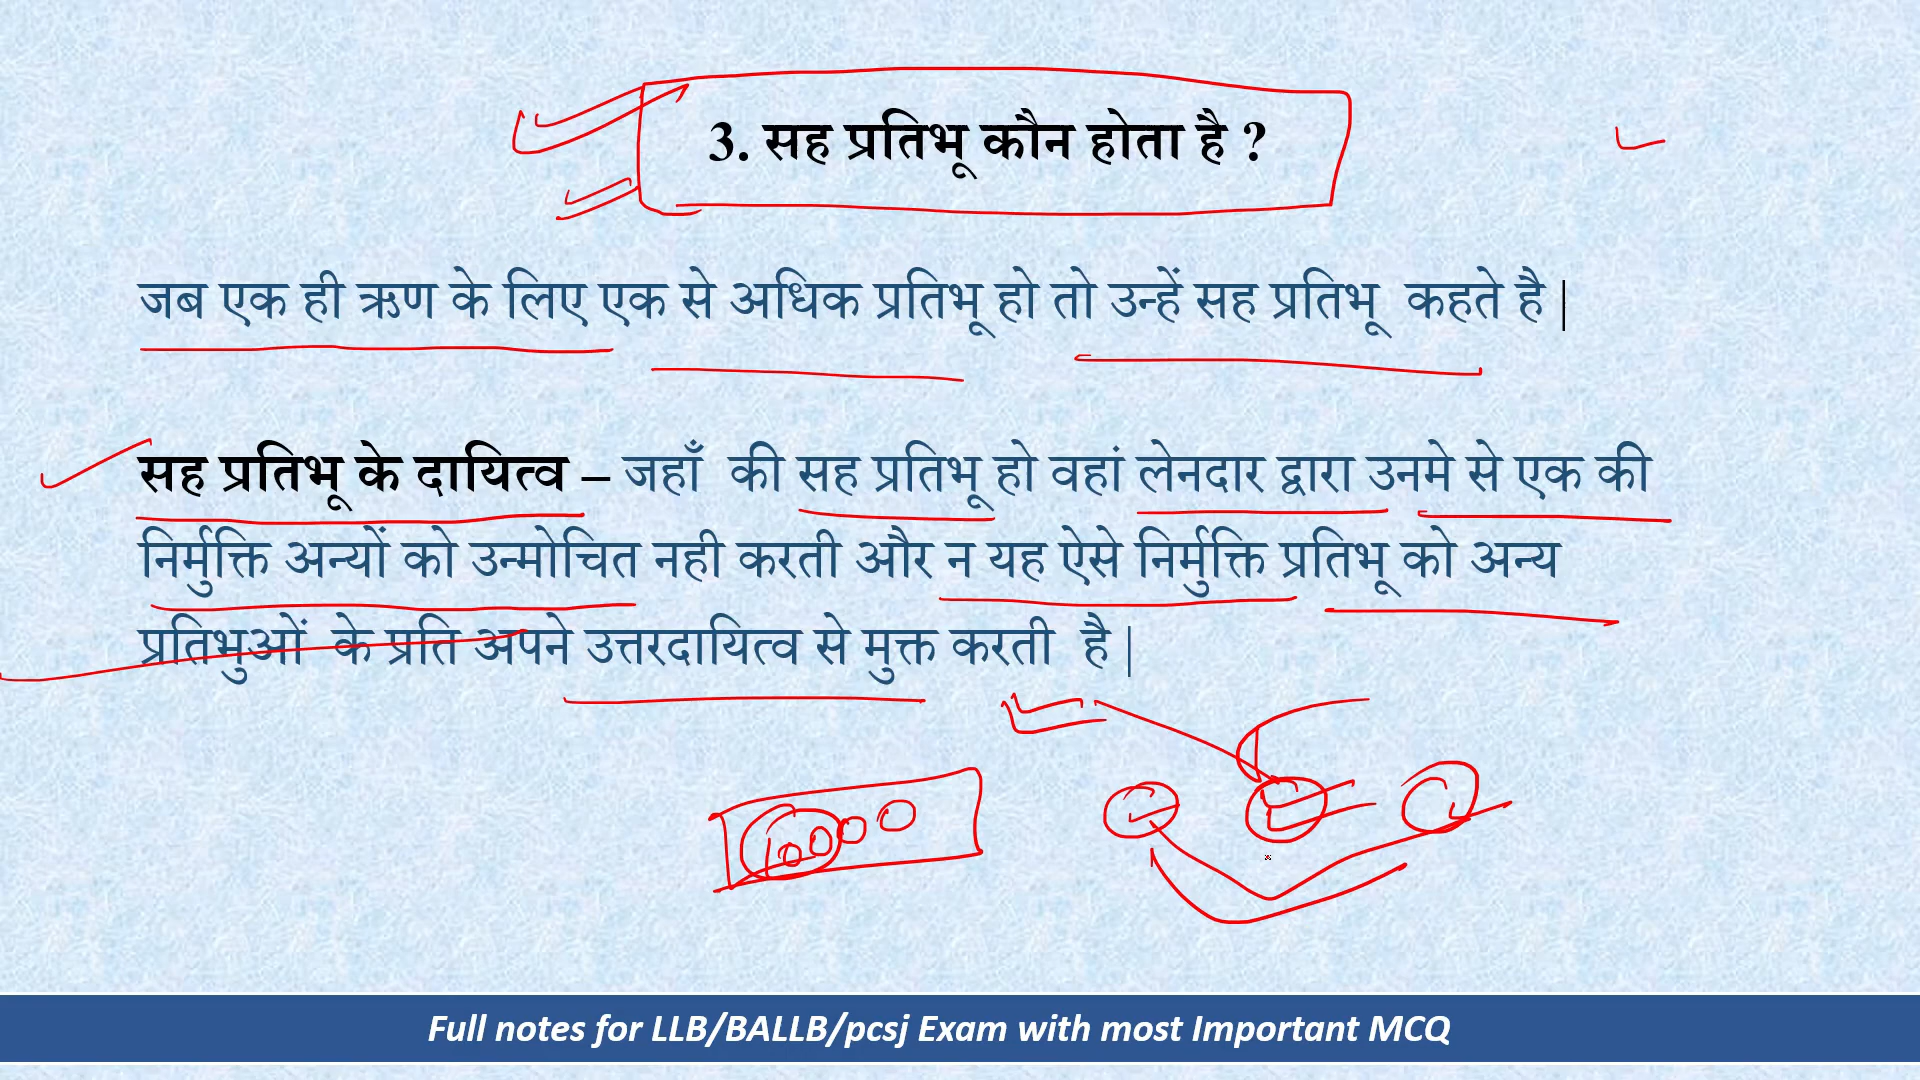 3. सह प्रतिभू कौन होता है ?
जब एक ही ऋण के लिए एक से अधिक प्रतिभू हो तो उन्हें सह प्रतिभू कहते है |
सह प्रतिभू के दायित्व – जहाँ की सह प्रतिभू हो वहां लेनदार द्वारा उनमे से एक की
निर्मुक्ति अन्यों को उन्मोचित नही करती और न यह ऐसे निर्मुक्ति प्रतिभू को अन्य
प्रतिभुओं के प्रति अपने उत्तरदायित्व से मुक्त करती है |
Full notes for LLB/BALLB/pcsj Exam with most Important MCQ